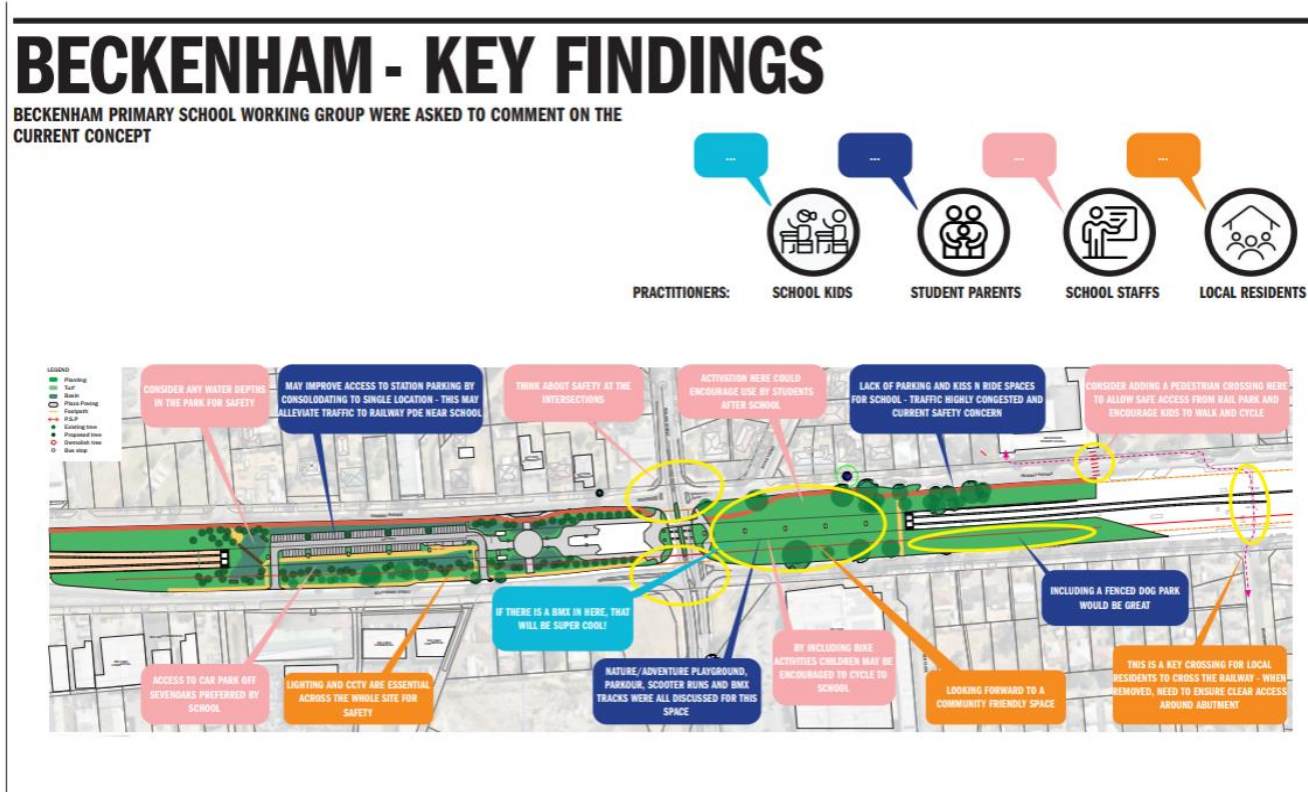 BECKENHAM - KEY FINDINGS
BECKENHAM PRIMARY SCHOOL WORKING GROUP WERE ASKED TO COMMENT ON THE
CURRENT CONCEPT
...
...
...
...
PRACTITIONERS:
SCHOOL KIDS
STUDENT PARENTS
SCHOOL STAFFS
LOCAL RESIDENTS
LEGEND
Planting
Turf
Basin
Plaza Paving
Footpath
P.S.P
Existing tree
Proposed tree
Demolish tree
Bus stop
CONSIDER ANY WATER DEPTHS
IN THE PARK FOR SAFETY
MAY IMPROVE ACCESS TO STATION PARKING BY
CONSOLODATING TO SINGLE LOCATION - THIS MAY
ALLEVIATE TRAFFIC TO RAILWAY PDE NEAR SCHOOL
THINK ABOUT SAFETY AT THE
INTERSECTIONS
ACTIVATION HERE COULD
ENCOURAGE USE BY STUDENTS
AFTER SCHOOL
LACK OF PARKING AND KISS N RIDE SPACES
FOR SCHOOL - TRAFFIC HIGHLY CONGESTED AND
CURRENT SAFETY CONCERN
CONSIDER ADDING A PEDESTRIAN CROSSING HERE
TO ALLOW SAFE ACCESS FROM RAIL PARK AND
ENCOURAGE KIDS TO WALK AND CYCLE
ACCESS TO CAR PARK OFF
SEVENOAKS PREFERRED BY
SCHOOL
LIGHTING AND CCTV ARE ESSENTIAL
ACROSS THE WHOLE SITE FOR
SAFETY
IF THERE IS A BMX IN HERE, THAT
WILL BE SUPER COOL!
NATURE/ADVENTURE PLAYGROUND,
PARKOUR, SCOOTER RUNS AND BMX
TRACKS WERE ALL DISCUSSED FOR THIS
SPACE
BY INCLUDING BIKE
ACTIVITIES CHILDREN MAY BE
ENCOURAGED TO CYCLE TO
SCHOOL
LOOKING FORWARD TO A
COMMUNITY FRIENDLY SPACE
INCLUDING A FENCED DOG PARK
WOULD BE GREAT
THIS IS A KEY CROSSING FOR LOCAL
RESIDENTS TO CROSS THE RAILWAY - WHEN
REMOVED, NEED TO ENSURE CLEAR ACCESS
AROUND ABUTMENT